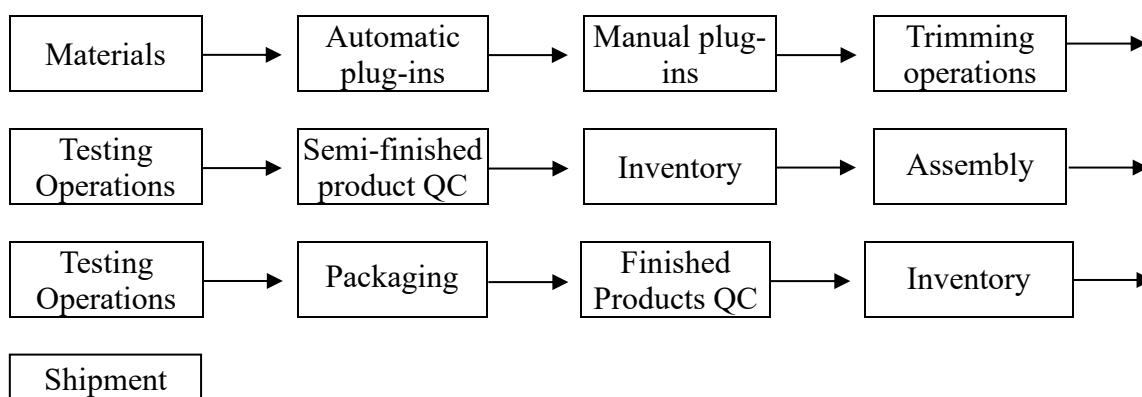 Materials
Automatic
plug-ins
Manual plug-
ins
Trimming
operations
Testing
Operations
Semi-finished
product QC
Inventory
Assembly
Testing
Operations
Packaging
Finished
Products QC
Inventory
Shipment